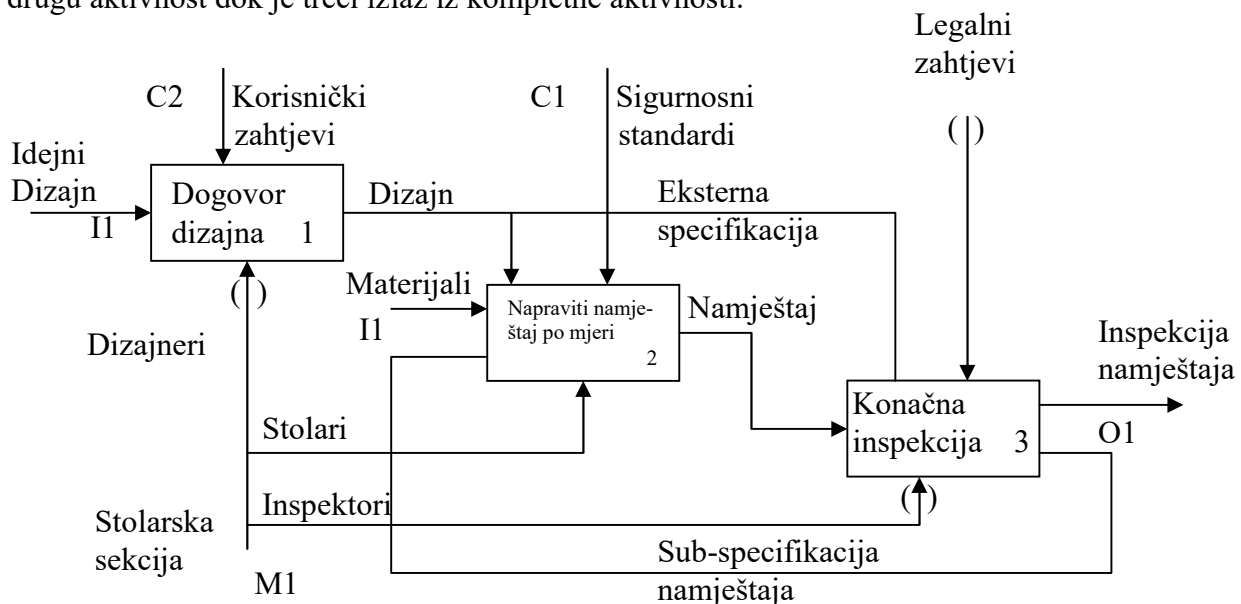 drugu aktivnost dok je treći izlaz iz kompletne aktivnosti.
Legalni
zahtjevi
C2
Korisnički
zahtjevi
C1
Sigurnosni
standardi
( )
Idejni
Dizajn
I1
Dogovor
dizajna 1
Dizajn
Eksterna
specifikacija
( )
Materijali
I1
Napraviti namje-
štaj po mjeri
2
Namještaj
Dizajneri
Inspekcija
namještaja
Konačna
inspekcija 3
O1
Stolari
( )
Inspektori
Stolarska
sekcija
M1
Sub-specifikacija
namještaja